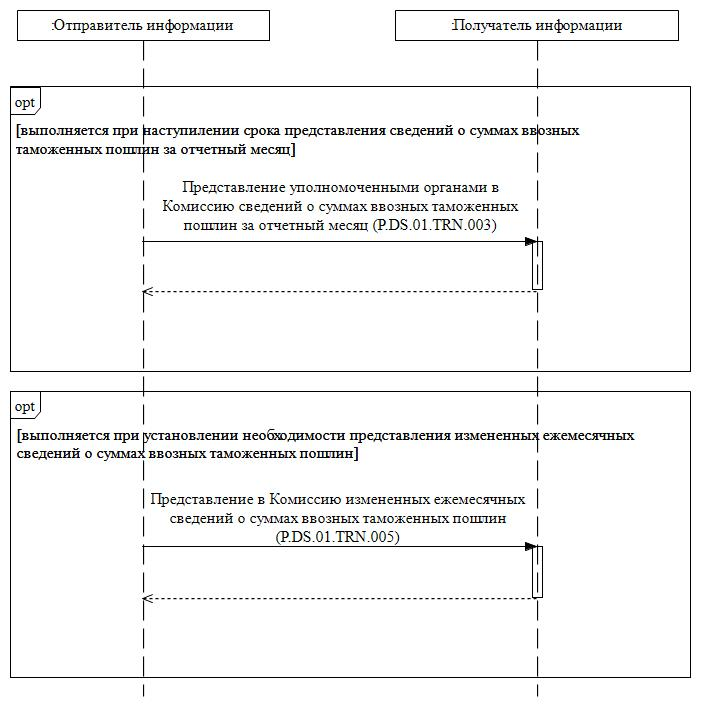 :Отправитель информации
:Получатель информации
opt
[выполняется при наступилении срока представления сведений о суммах ввозных
таможенных пошлин за отчетный месяц]
Представление уполномоченными органами в
Комиссию сведений о суммах ввозных таможенных
пошлин за отчетный месяц (P.DS.01.TRN.003)
opt
[выполняется при установлении необходимости представления измененных ежемесячных
сведений о суммах ввозных таможенных пошлин]
Представление в Комиссию измененных ежемесячных
сведений о суммах ввозных таможенных пошлин
(P.DS.01.TRN.005)